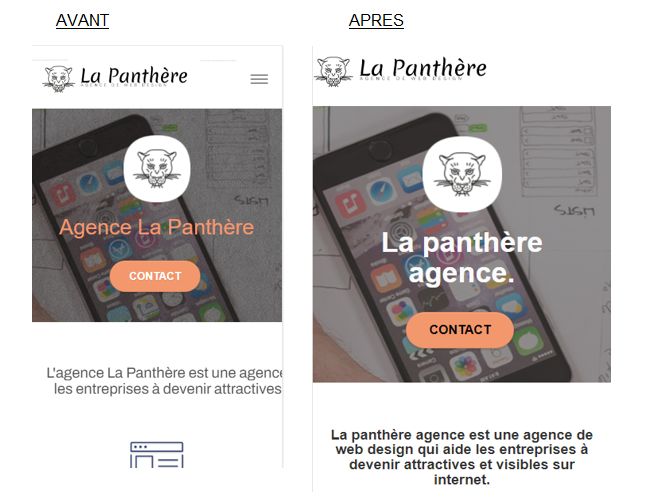 AVANT
APRES
La Panthère
AGENCE DE WEB DESIGN
Agence La Panthère
CONTACT
L'agence La Panthère est une agence
les entreprises à devenir attractives
La Panthère
AGENCE DE WEB DESIGN
La panthère
agence.
CONTACT
La panthère agence est une agence de
web design qui aide les entreprises à
devenir attractives et visibles sur
internet.